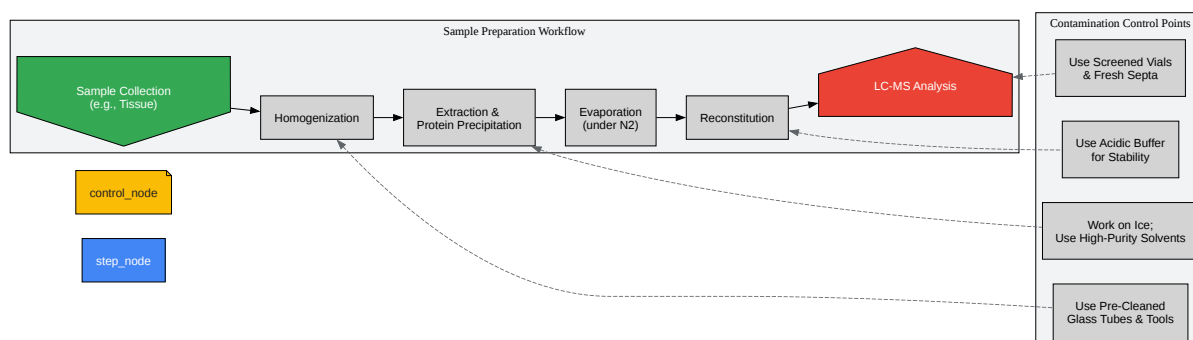 Sample Preparation Workflow
Sample Collection
(e.g., Tissue)
Homogenization
Extraction &
Protein Precipitation
Evaporation
(under N2)
Reconstitution
LC-MS Analysis
control_node
step_node
Contamination Control Points
Use Screened Vials
& Fresh Septa
Use Acidic Buffer
for Stability
Work on Ice;
Use High-Purity Solvents
Use Pre-Cleaned
Glass Tubes & Tools